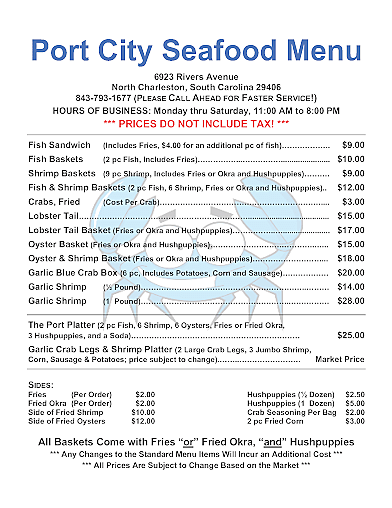 Port City Seafood Menu
6923 Rivers Avenue
North Charleston, South Carolina 29406
843-793-1677 (Please Call Ahead for Faster Service!)
HOURS OF BUSINESS: Monday thru Saturday, 11:00 AM to 8:00 PM
*** PRICES DO NOT INCLUDE TAX! ***
Fish Sandwich (Includes Fries, $4.00 for an additional pc of fish).................. $9.00
Fish Baskets (2 pc Fish, Includes Fries)...................................................... $10.00
Shrimp Baskets (9 pc Shrimp, Includes Fries or Okra and Hushpuppies)......... $9.00
Fish & Shrimp Baskets (2 pc Fish, 6 Shrimp, Fries or Okra and Hushpuppies).. $12.00
Crabs, Fried (Cost Per Crab)................................................................. $3.00
Lobster Tail........................................................................................... $15.00
Lobster Tail Basket (Fries or Okra and Hushpuppies).................................. $17.00
Oyster Basket (Fries or Okra and Hushpuppies).......................................... $15.00
Oyster & Shrimp Basket (Fries or Okra and Hushpuppies)........................... $18.00
Garlic Blue Crab Box (6 pc, Includes Potatoes, Corn and Sausage)................ $20.00
Garlic Shrimp (½ Pound)........................................................................ $14.00
Garlic Shrimp (1 Pound)........................................................................ $28.00
The Port Platter (2 pc Fish, 6 Shrimp, 6 Oysters, Fries or Fried Okra,
3 Hushpuppies, and a Soda)................................................................... $25.00
Garlic Crab Legs & Shrimp Platter (2 Large Crab Legs, 3 Jumbo Shrimp,
Corn, Sausage & Potatoes; price subject to change).............................. Market Price
Sides:
Fries (Per Order) $2.00 Hushpuppies (½ Dozen) $2.50
Fried Okra (Per Order) $2.00 Hushpuppies (1 Dozen) $5.00
Side of Fried Shrimp $10.00 Crab Seasoning Per Bag $2.00
Side of Fried Oysters $12.00 2 pc Fried Corn $3.00
All Baskets Come with Fries “or” Fried Okra, “and” Hushpuppies
*** Any Changes to the Standard Menu Items Will Incur an Additional Cost ***
*** All Prices Are Subject to Change Based on the Market ***